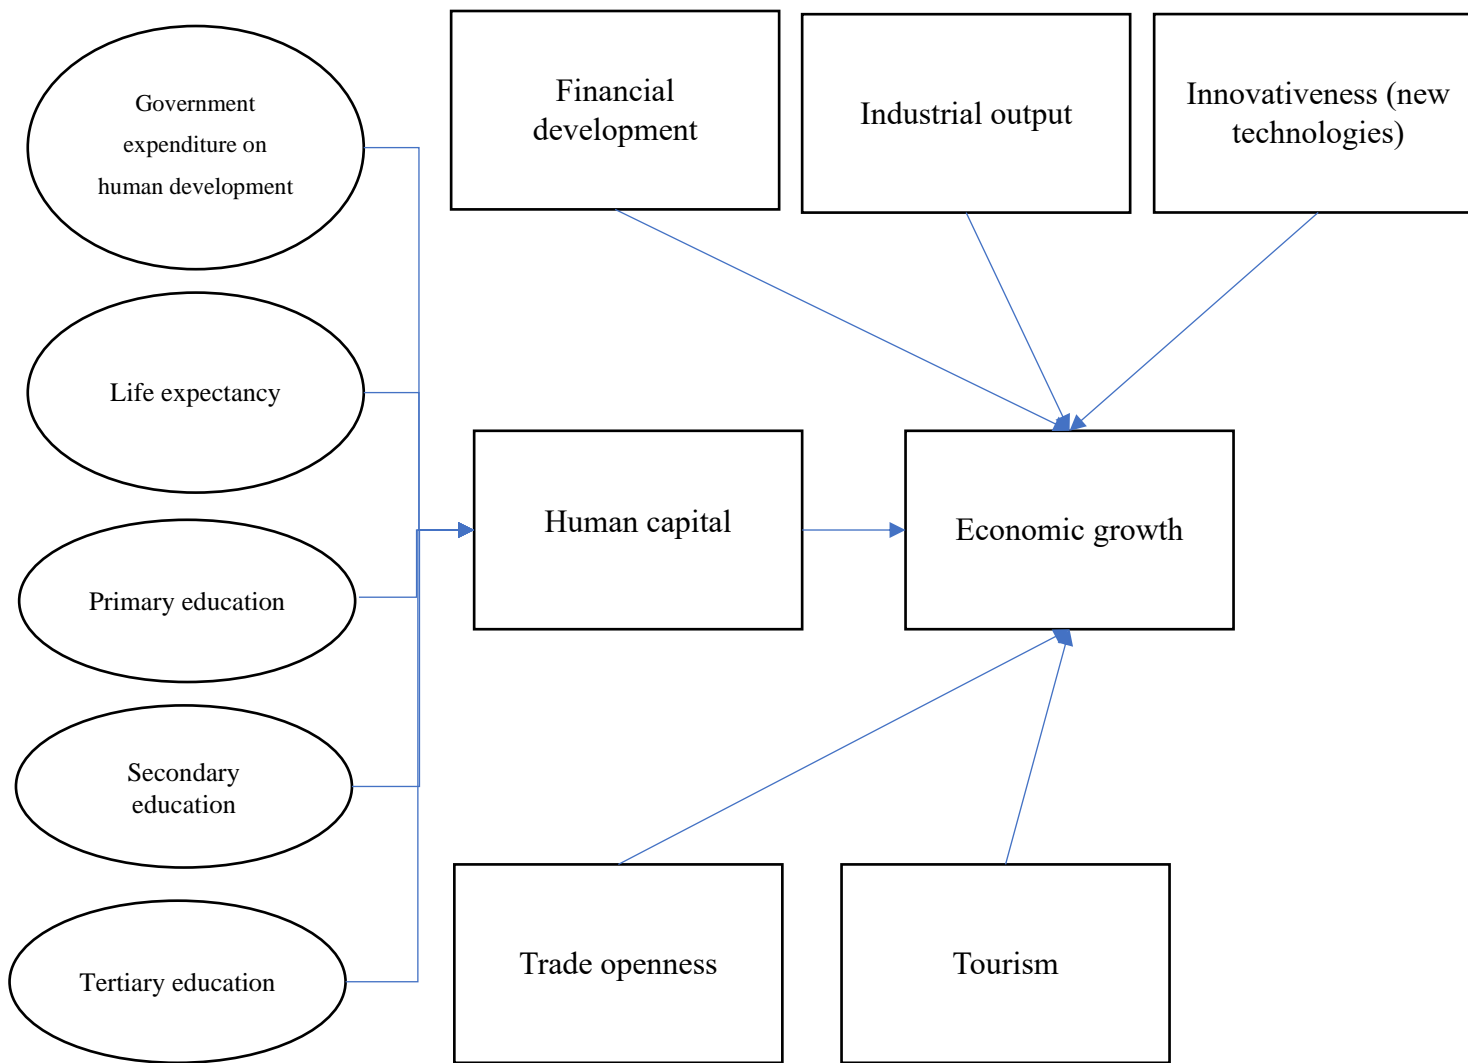 Government
expenditure on
human development
Financial
development
Industrial output
Innovativeness (new
technologies)
Life expectancy
Human capital
Economic growth
Primary education
Secondary
education
Tertiary education
Trade openness
Tourism